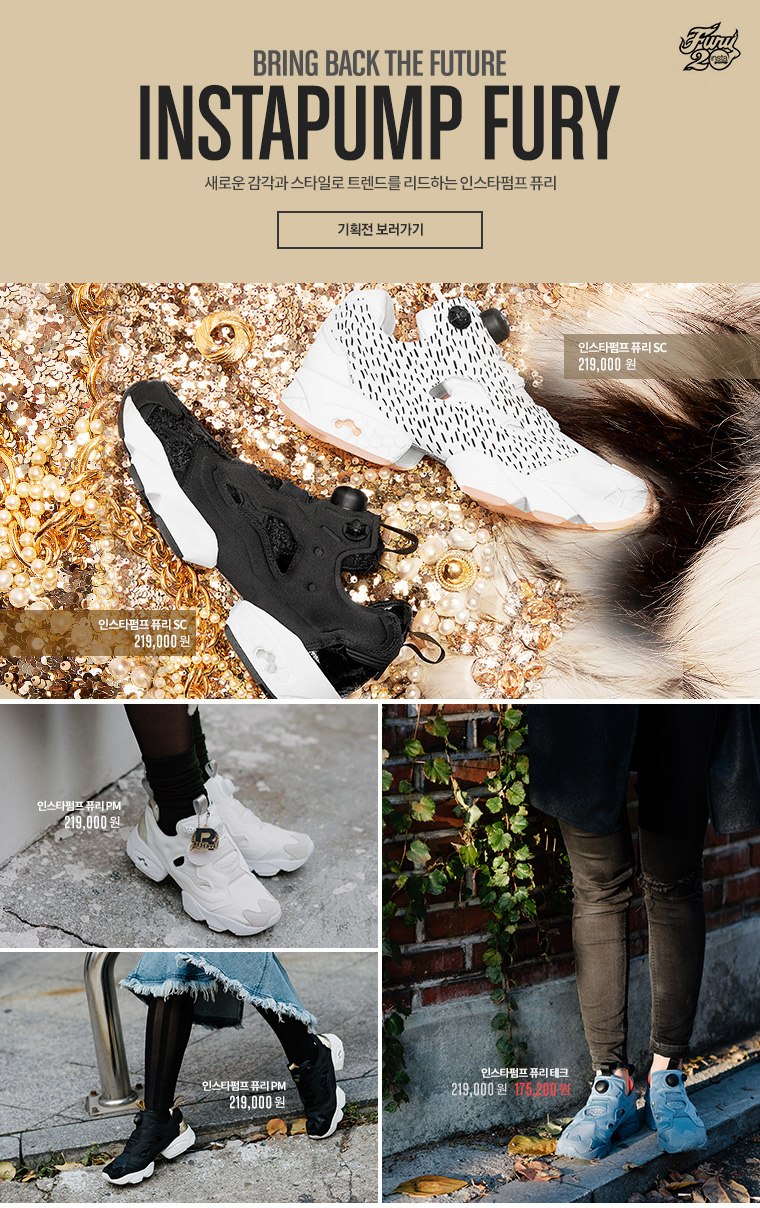 Fury
20
insta
BRING BACK THE FUTURE
INSTAPUMP FURY
새로운 감각과 스타일로 트렌드를 리드하는 인스타펌프 퓨리
기획전 보러가기
인스타펌프 퓨리 SC
219,000 원
인스타펌프 퓨리 SC
219,000 원
인스타펌프 퓨리 PM
219,000 원
인스타펌프 퓨리 PM
219,000 원
인스타펌프 퓨리 테크
219,000 원 175,200 원